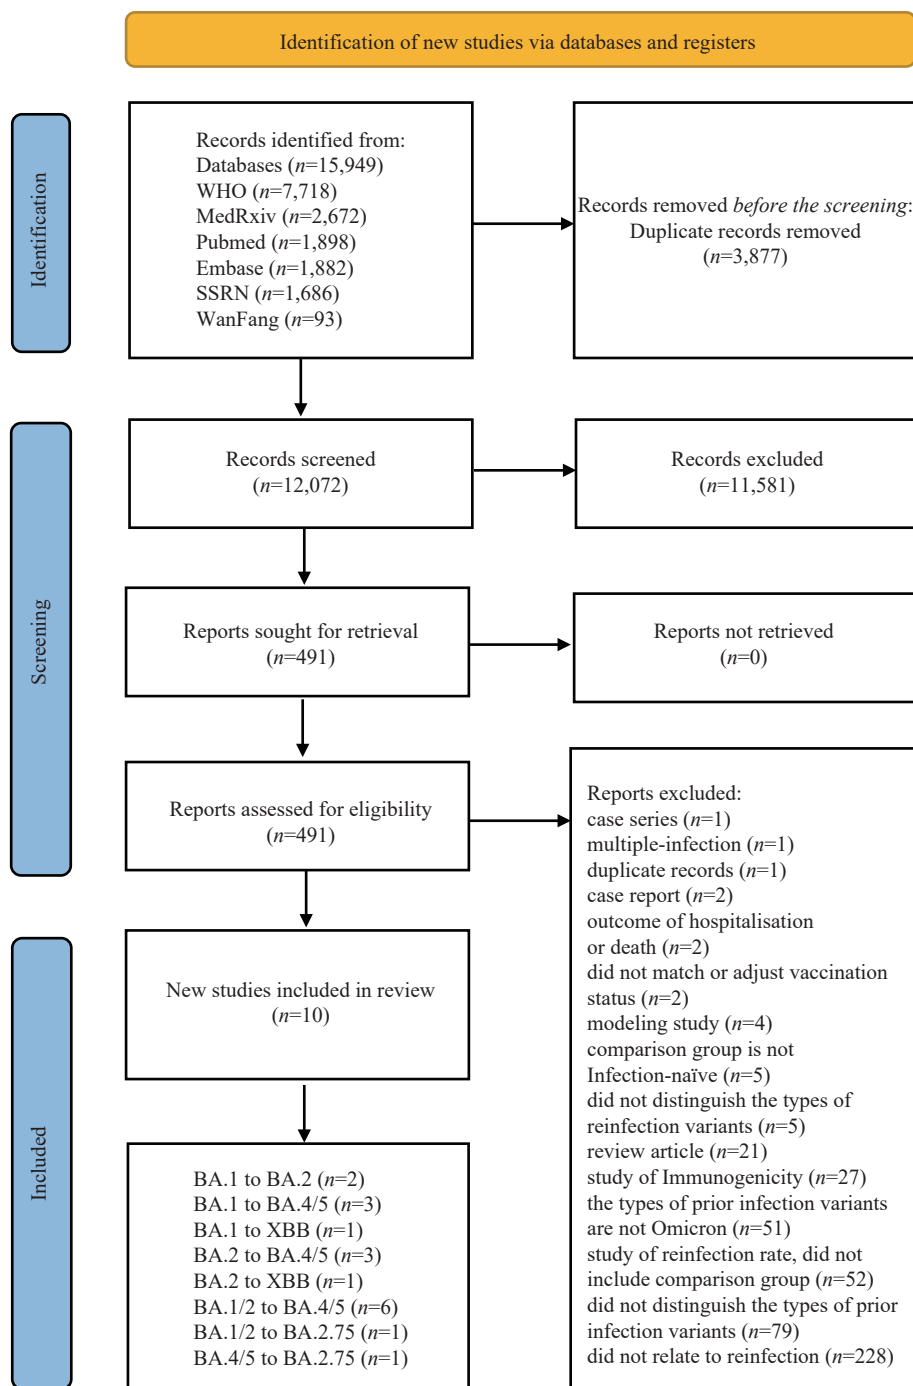 Identification of new studies via databases and registers
Identification
Records identified from:
Databases (n=15,949)
WHO (n=7,718)
MedRxiv (n=2,672)
Pubmed (n=1,898)
Embase (n=1,882)
SSRN (n=1,686)
WanFang (n=93)
Records removed before the screening:
Duplicate records removed
(n=3,877)
Screening
Records screened
(n=12,072)
Records excluded
(n=11,581)
Reports sought for retrieval
(n=491)
Reports not retrieved
(n=0)
Reports assessed for eligibility
(n=491)
Reports excluded:
case series (n=1)
multiple-infection (n=1)
duplicate records (n=1)
case report (n=2)
outcome of hospitalisation
or death (n=2)
did not match or adjust vaccination
status (n=2)
modeling study (n=4)
comparison group is not
Infection-naïve (n=5)
did not distinguish the types of
reinfection variants (n=5)
review article (n=21)
study of Immunogenicity (n=27)
the types of prior infection variants
are not Omicron (n=51)
study of reinfection rate, did not
include comparison group (n=52)
did not distinguish the types of prior
infection variants (n=79)
did not relate to reinfection (n=228)
Included
New studies included in review
(n=10)
BA.1 to BA.2 (n=2)
BA.1 to BA.4/5 (n=3)
BA.1 to XBB (n=1)
BA.2 to BA.4/5 (n=3)
BA.2 to XBB (n=1)
BA.1/2 to BA.4/5 (n=6)
BA.1/2 to BA.2.75 (n=1)
BA.4/5 to BA.2.75 (n=1)